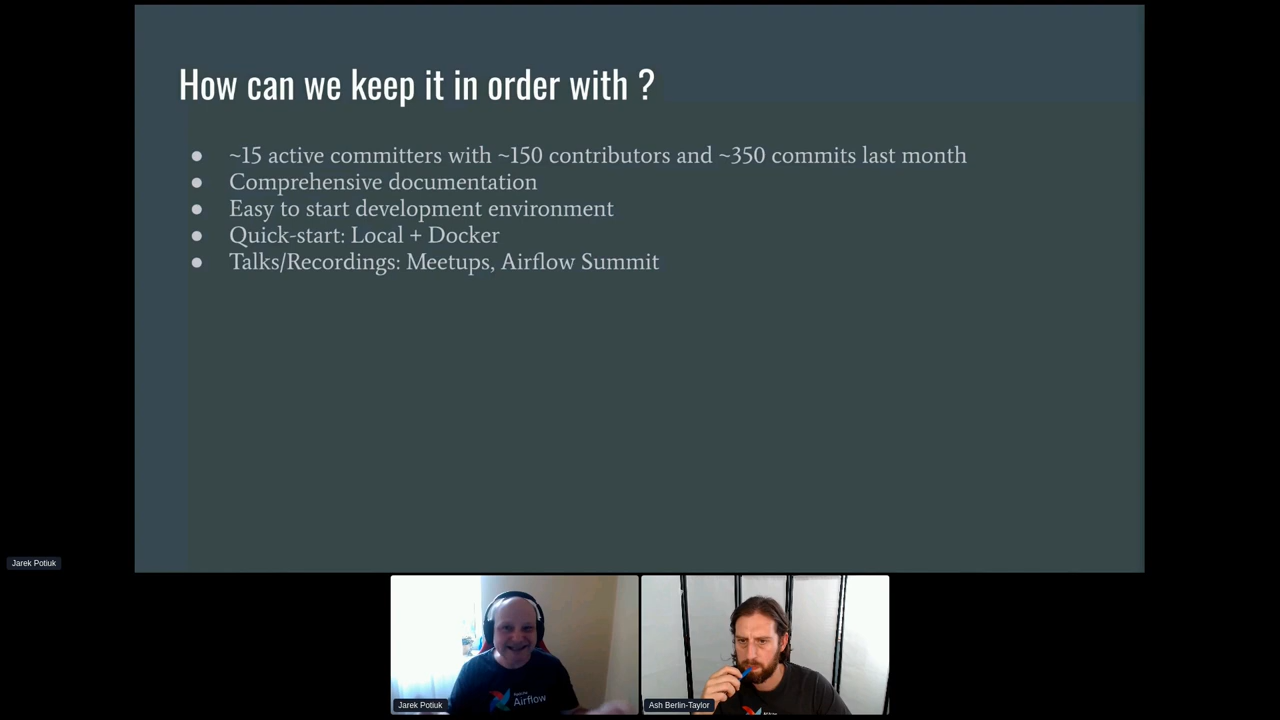 How can we keep it in order with ?
● ~15 active committers with ~150 contributors and ~350 commits last month
● Comprehensive documentation
● Easy to start development environment
● Quick-start: Local + Docker
● Talks/Recordings: Meetups, Airflow Summit
Jarek Potiuk
Airflow
Jarek Potiuk
Ash Berlin-Taylor